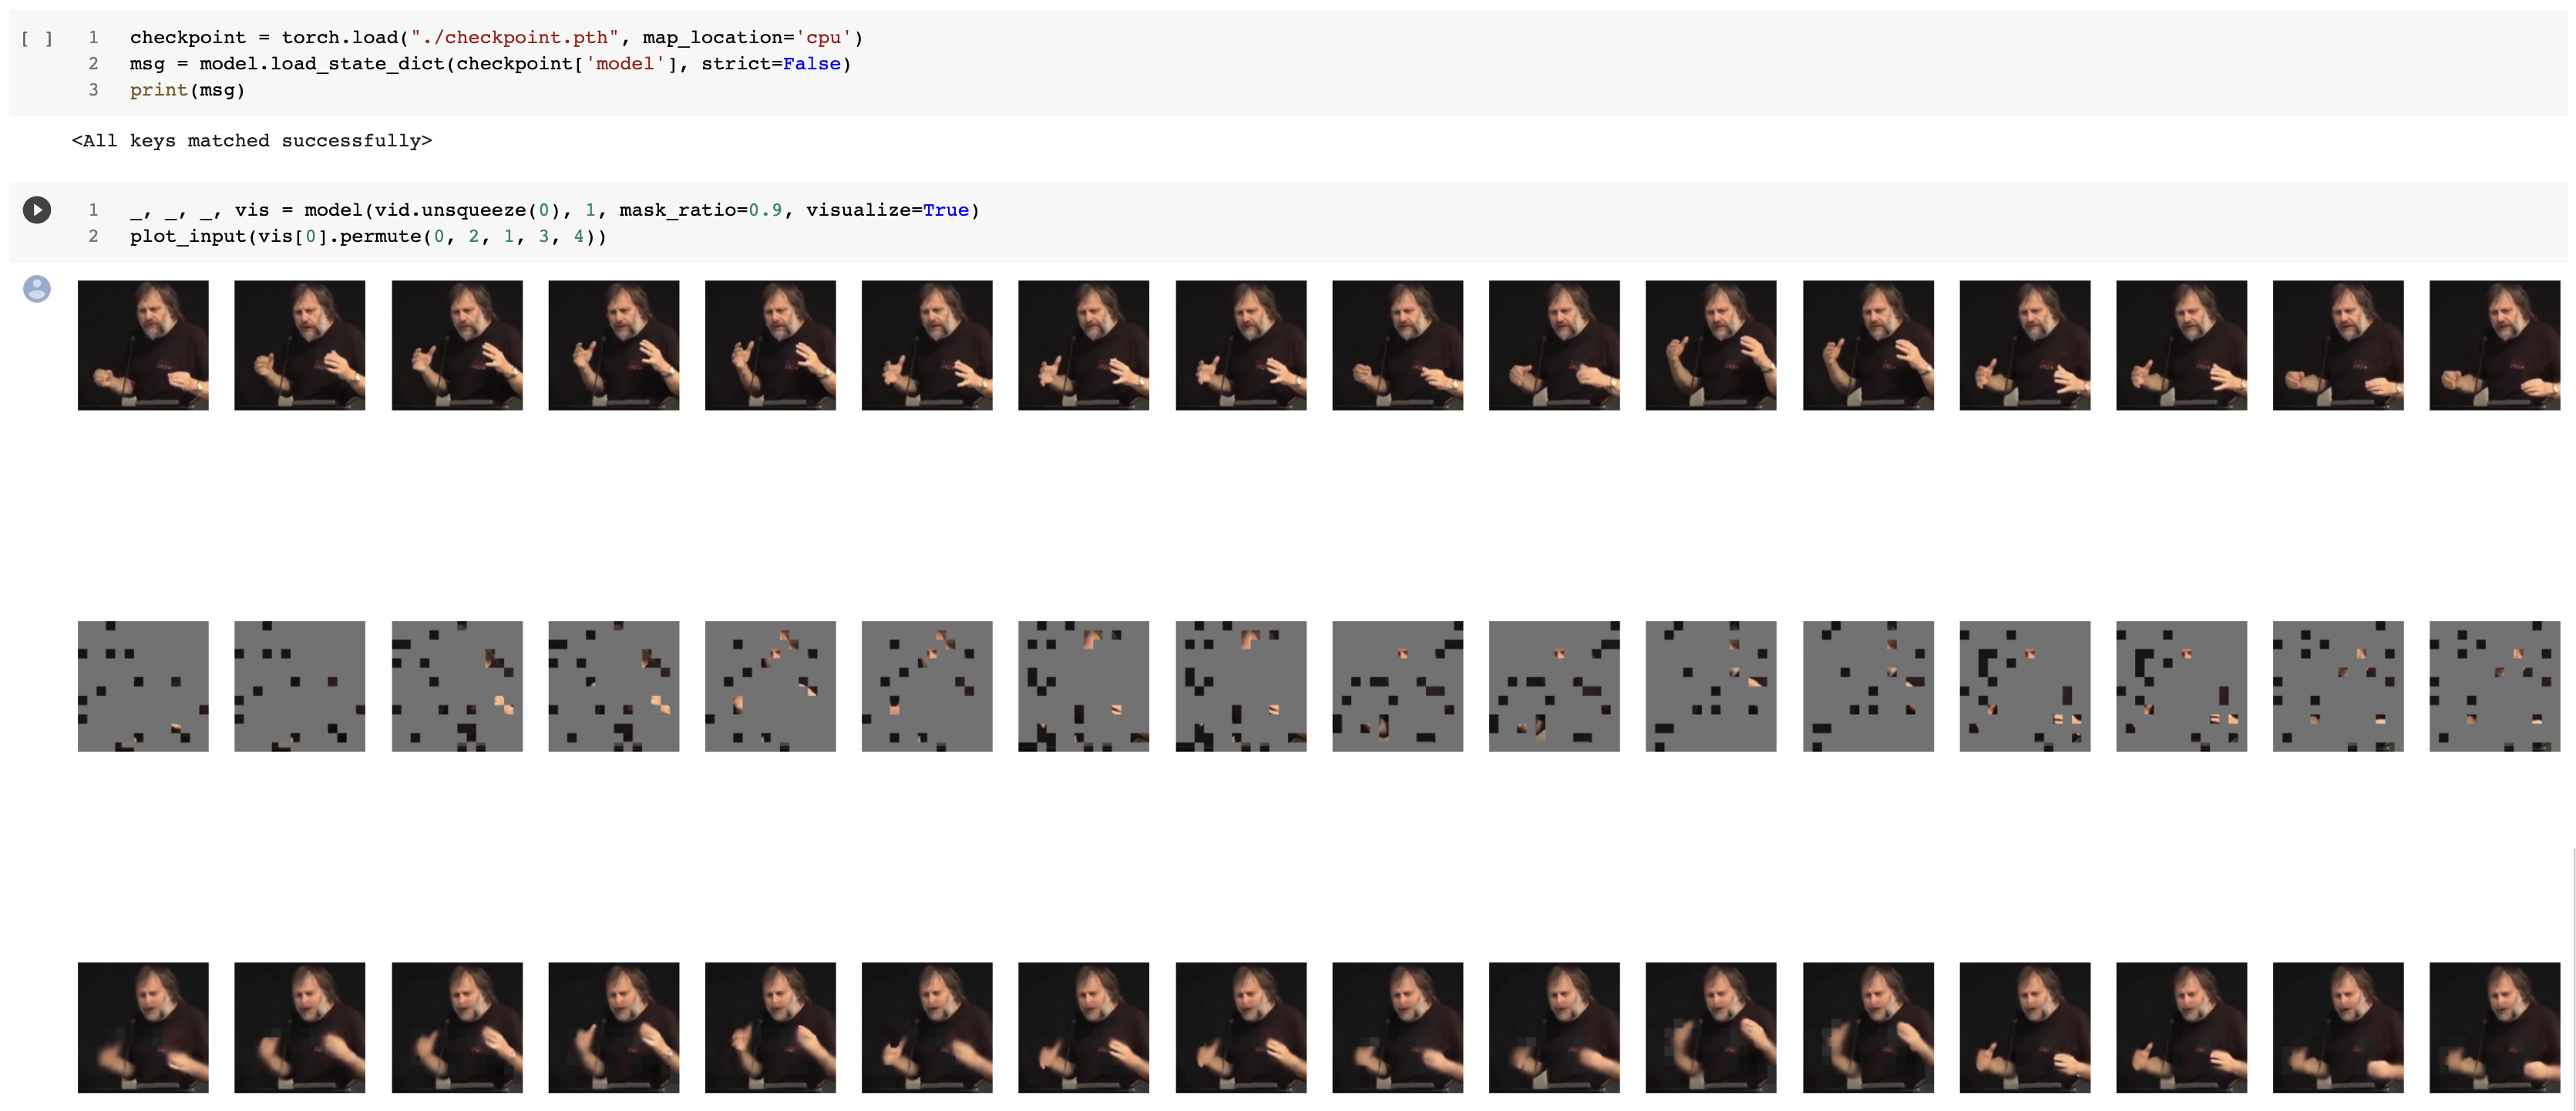 [ ] 1 checkpoint = torch.load("./checkpoint.pth", map_location='cpu')
2 msg = model.load_state_dict(checkpoint['model'], strict=False)
3 print(msg)
<All keys matched successfully>
1 _, _, _, vis = model(vid.unsqueeze(0), 1, mask_ratio=0.9, visualize=True)
2 plot_input(vis[0].permute(0, 2, 1, 3, 4))